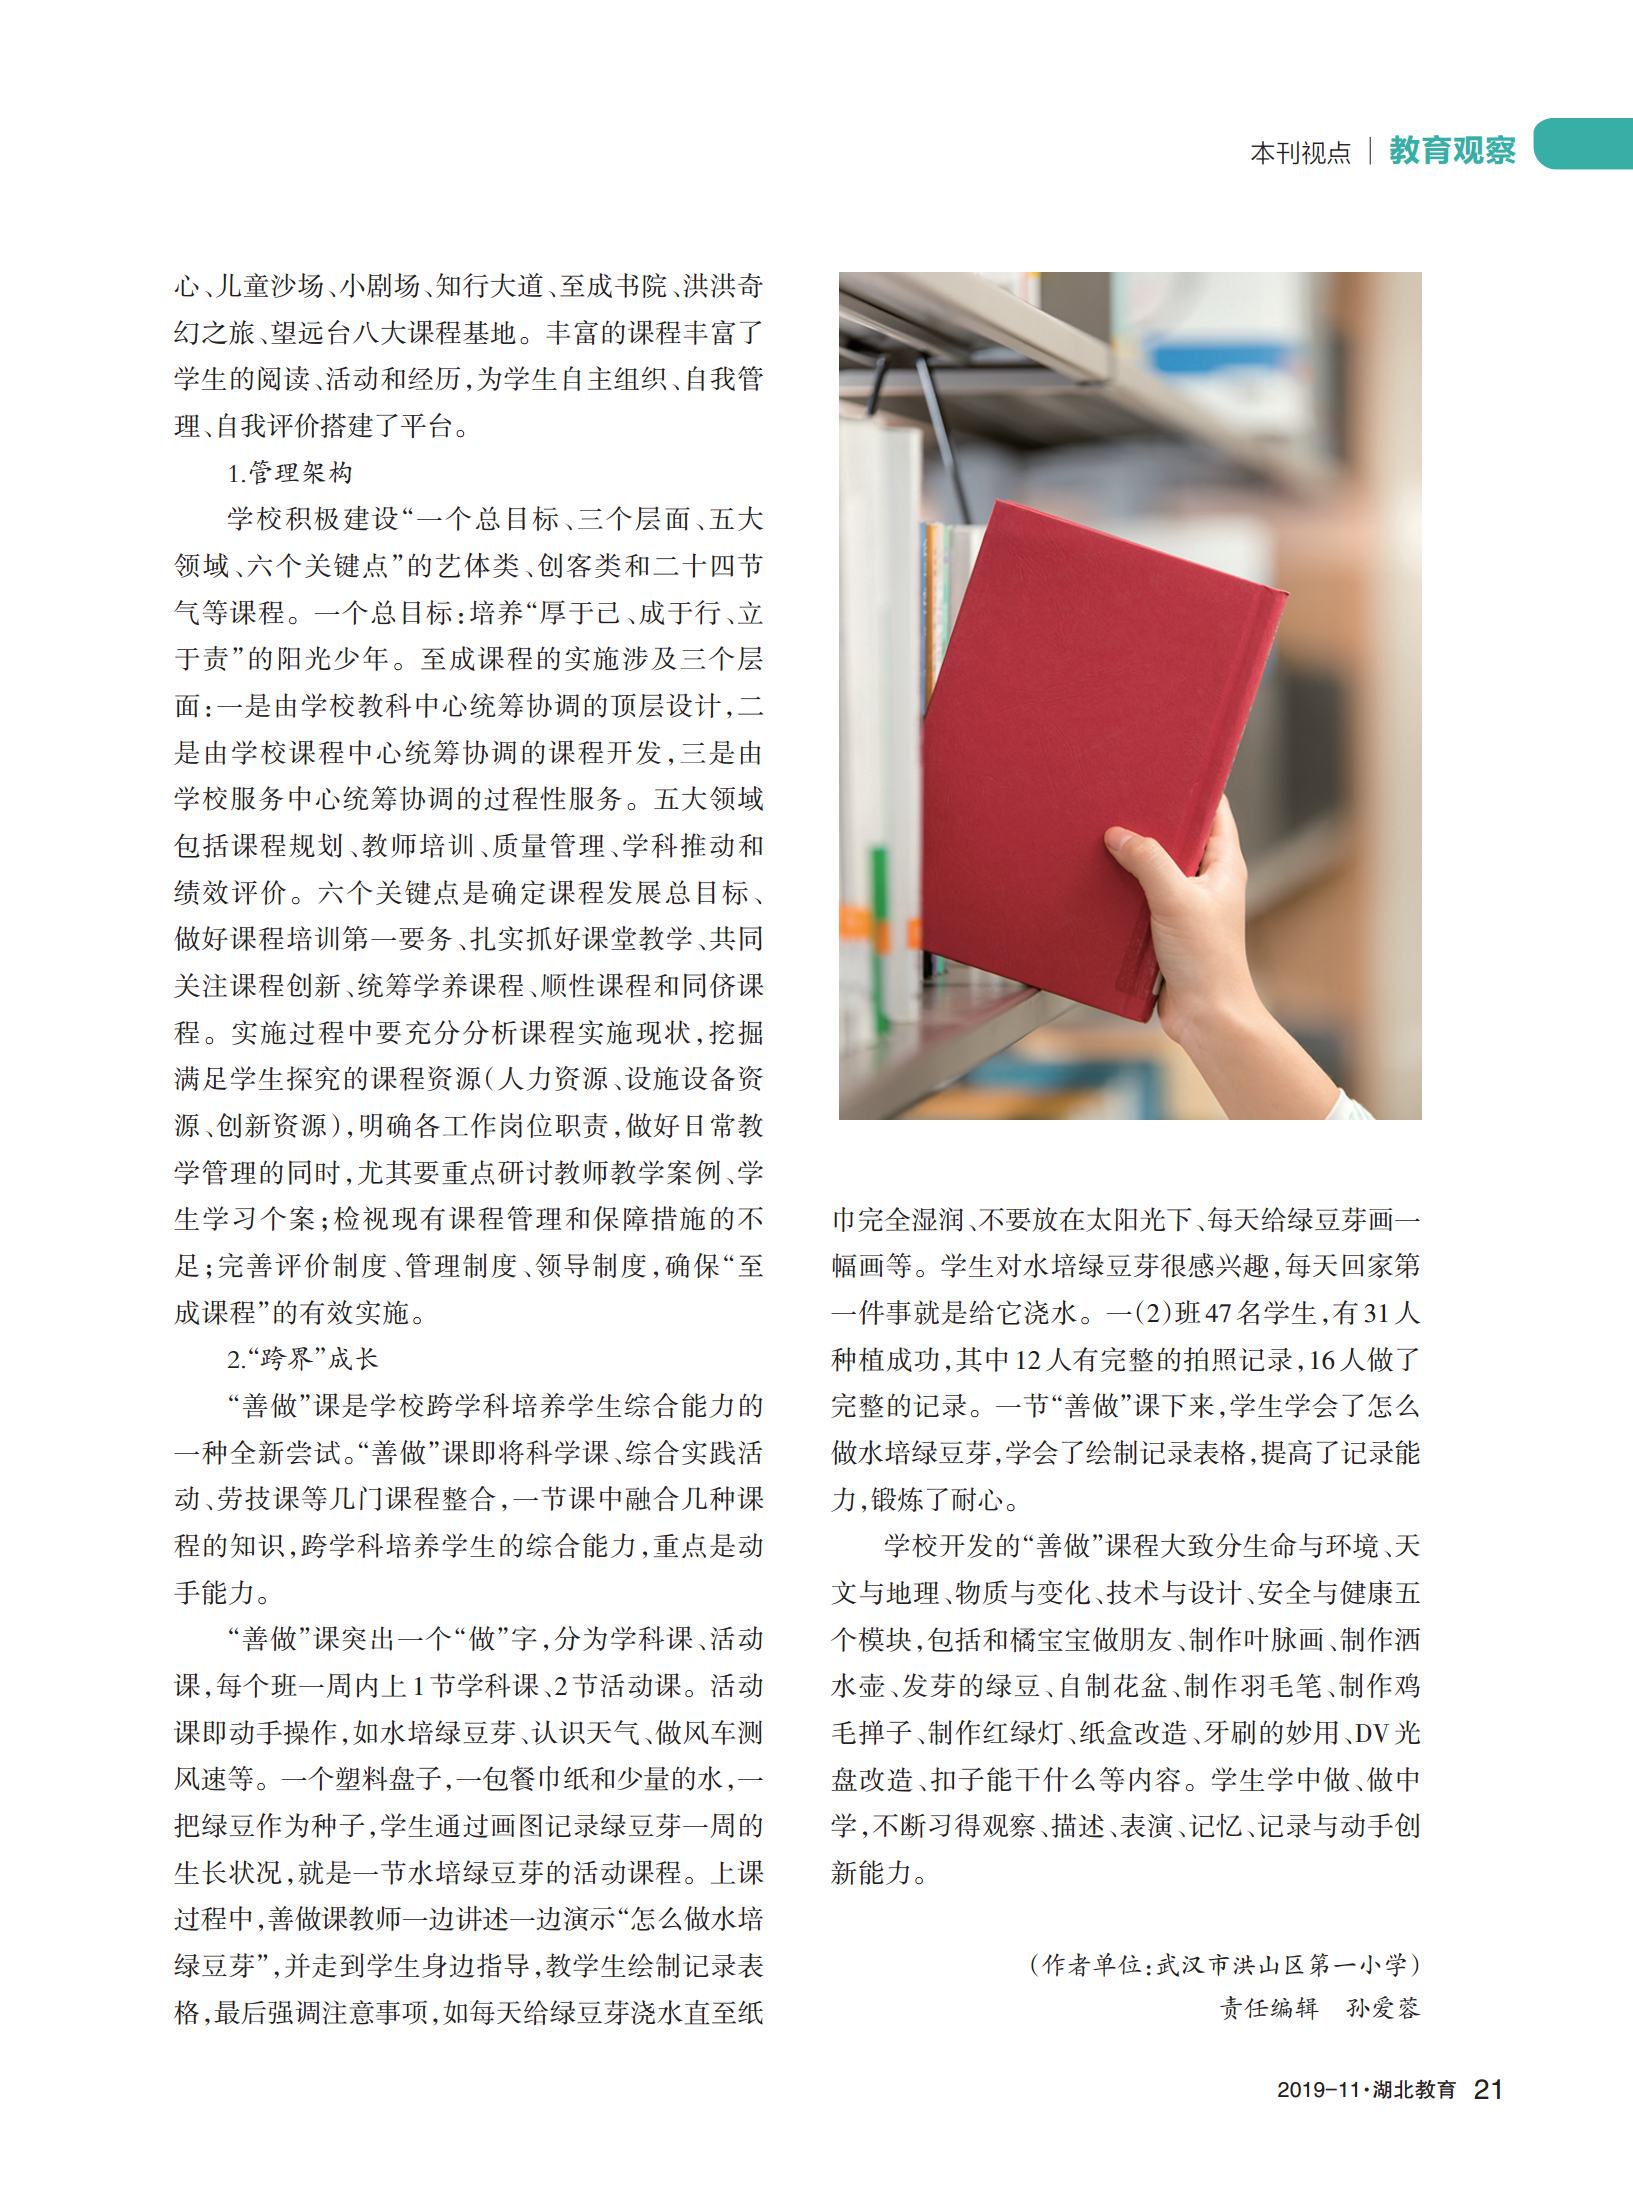 本刊视点 | 教育观察
心、儿童沙场、小剧场、知行大道、至成书院、洪洪奇
幻之旅、望远台八大课程基地。丰富的课程丰富了
学生的阅读、活动和经历,为学生自主组织、自我管
理、自我评价搭建了平台。
1.管理架构
学校积极建设“一个总目标、三个层面、五大
领域、六个关键点”的艺体类、创客类和二十四节
气等课程。一个总目标:培养“厚于己、成于行、立
于责”的阳光少年。至成课程的实施涉及三个层
面:一是由学校教科中心统筹协调的顶层设计,二
是由学校课程中心统筹协调的课程开发,三是由
学校服务中心统筹协调的过程性服务。五大领域
包括课程规划、教师培训、质量管理、学科推动和
绩效评价。六个关键点是确定课程发展总目标、
做好课程培训第一要务、扎实抓好课堂教学、共同
关注课程创新、统筹学养课程、顺性课程和同侪课
程。实施过程中要充分分析课程实施现状,挖掘
满足学生探究的课程资源(人力资源、设施设备资
源、创新资源),明确各工作岗位职责,做好日常教
学管理的同时,尤其要重点研讨教师教学案例、学
生学习个案;检视现有课程管理和保障措施的不
足;完善评价制度、管理制度、领导制度,确保“至
成课程”的有效实施。
2.“跨界”成长
“善做”课是学校跨学科培养学生综合能力的
一种全新尝试。“善做”课即将科学课、综合实践活
动、劳技课等几门课程整合,一节课中融合几种课
程的知识,跨学科培养学生的综合能力,重点是动
手能力。
“善做”课突出一个“做”字,分为学科课、活动
课,每个班一周内上1节学科课、2节活动课。活动
课即动手操作,如水培绿豆芽、认识天气、做风车测
风速等。一个塑料盘子,一包餐巾纸和少量的水,一
把绿豆作为种子,学生通过画图记录绿豆芽一周的
生长状况,就是一节水培绿豆芽的活动课程。上课
过程中,善做课教师一边讲述一边演示“怎么做水培
绿豆芽”,并走到学生身边指导,教学生绘制记录表
格,最后强调注意事项,如每天给绿豆芽浇水直至纸
巾完全湿润、不要放在太阳光下、每天给绿豆芽画一
幅画等。学生对水培绿豆芽很感兴趣,每天回家第
一件事就是给它浇水。一(2)班47名学生,有31人
种植成功,其中12人有完整的拍照记录,16人做了
完整的记录。一节“善做”课下来,学生学会了怎么
做水培绿豆芽,学会了绘制记录表格,提高了记录能
力,锻炼了耐心。
学校开发的“善做”课程大致分生命与环境、天
文与地理、物质与变化、技术与设计、安全与健康五
个模块,包括和橘宝宝做朋友、制作叶脉画、制作洒
水壶、发芽的绿豆、自制花盆、制作羽毛笔、制作鸡
毛掸子、制作红绿灯、纸盒改造、牙刷的妙用、DV光
盘改造、扣子能干什么等内容。学生学中做、做中
学,不断习得观察、描述、表演、记忆、记录与动手创
新能力。
(作者单位:武汉市洪山区第一小学)
责任编辑 孙爱蓉
2019-11·湖北教育 21